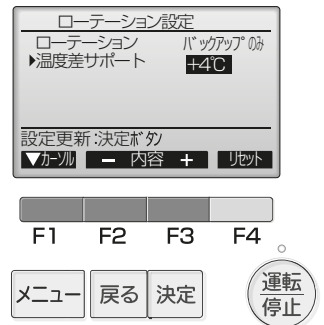 ローテーション設定
ローテーション バックアップのみ
▶温度差サポート +4℃
設定更新:決定ボタン
▼カーソル － 内容 ＋ リセット
F1 F2 F3 F4
メニュー 戻る 決定 運転
停止